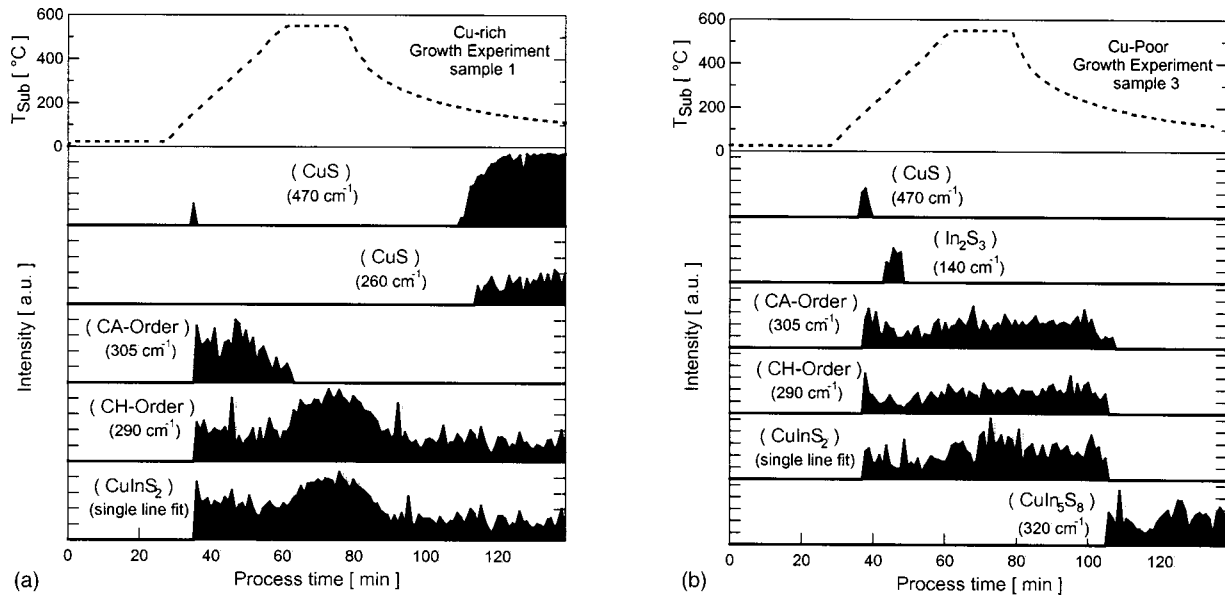 600
400
200
0
T_Sub [ °C ]
Cu-rich
Growth Experiment
sample 1
( CuS )
(470 cm⁻¹)
( CuS )
(260 cm⁻¹)
( CA-Order )
(305 cm⁻¹)
( CH-Order )
(290 cm⁻¹)
( CuInS₂ )
(single line fit)
Intensity [ a.u. ]
0 20 40 60 80 100 120
Process time [ min ]
(a)
600
400
200
0
T_Sub [ °C ]
Cu-Poor
Growth Experiment
sample 3
( CuS )
(470 cm⁻¹)
( In₂S₃ )
(140 cm⁻¹)
( CA-Order )
(305 cm⁻¹)
( CH-Order )
(290 cm⁻¹)
( CuInS₂ )
(single line fit)
( CuIn₅S₈ )
(320 cm⁻¹)
Intensity [ a.u. ]
0 20 40 60 80 100 120
Process time [ min ]
(b)